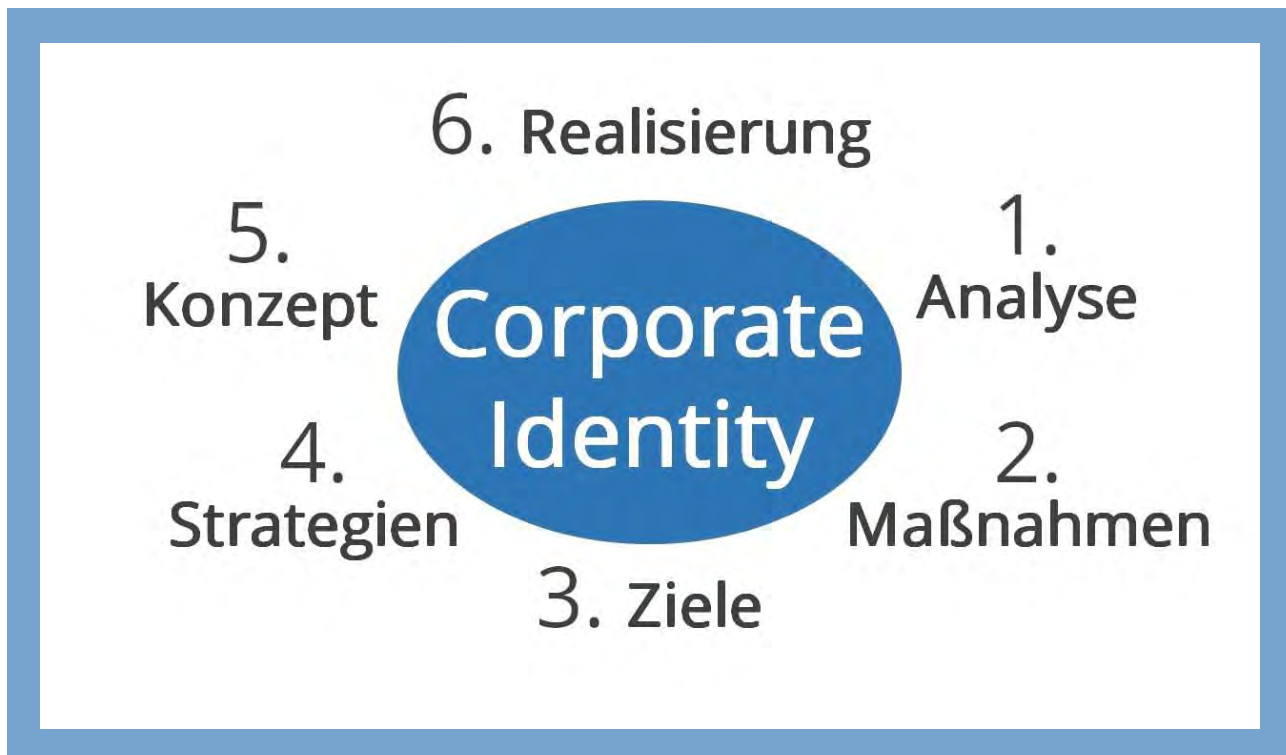 6. Realisierung
5.
Konzept
1.
Analyse
Corporate
Identity
4.
Strategien
2.
Maßnahmen
3. Ziele